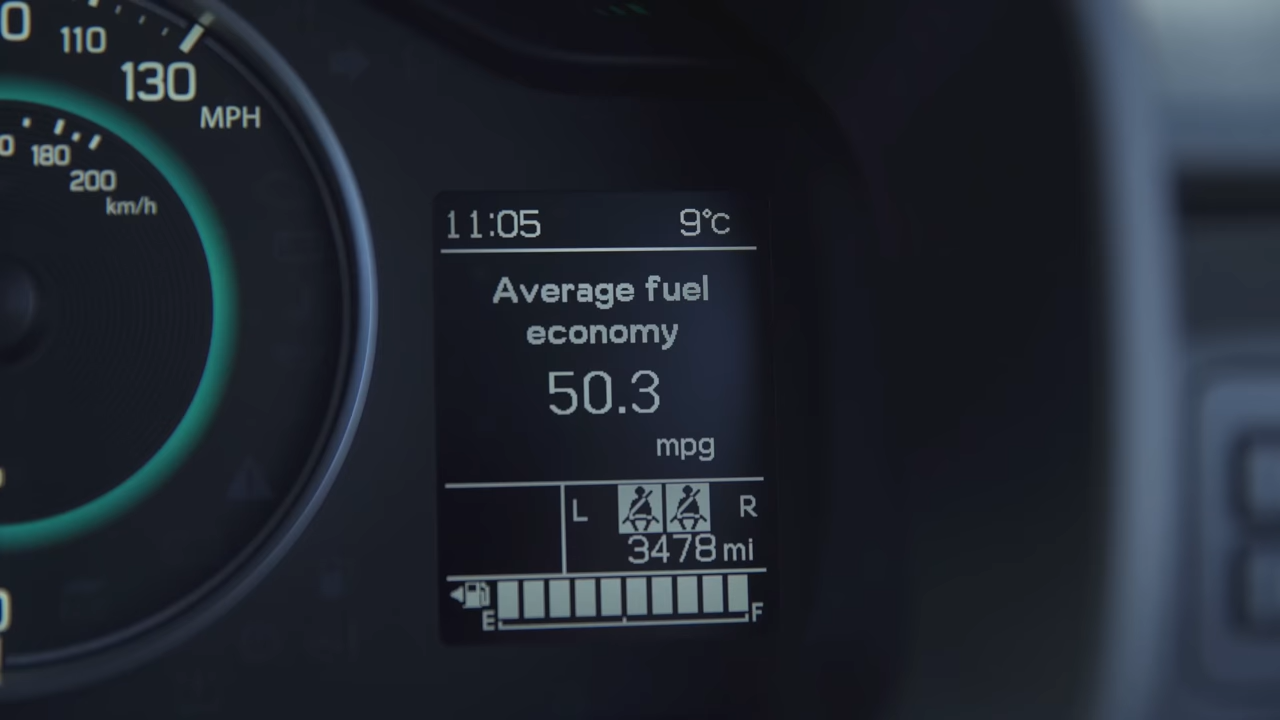 110
130
MPH
180
200
km/h
11:05 9°C
Average fuel
economy
50.3
mpg
L R
3478 mi
E F